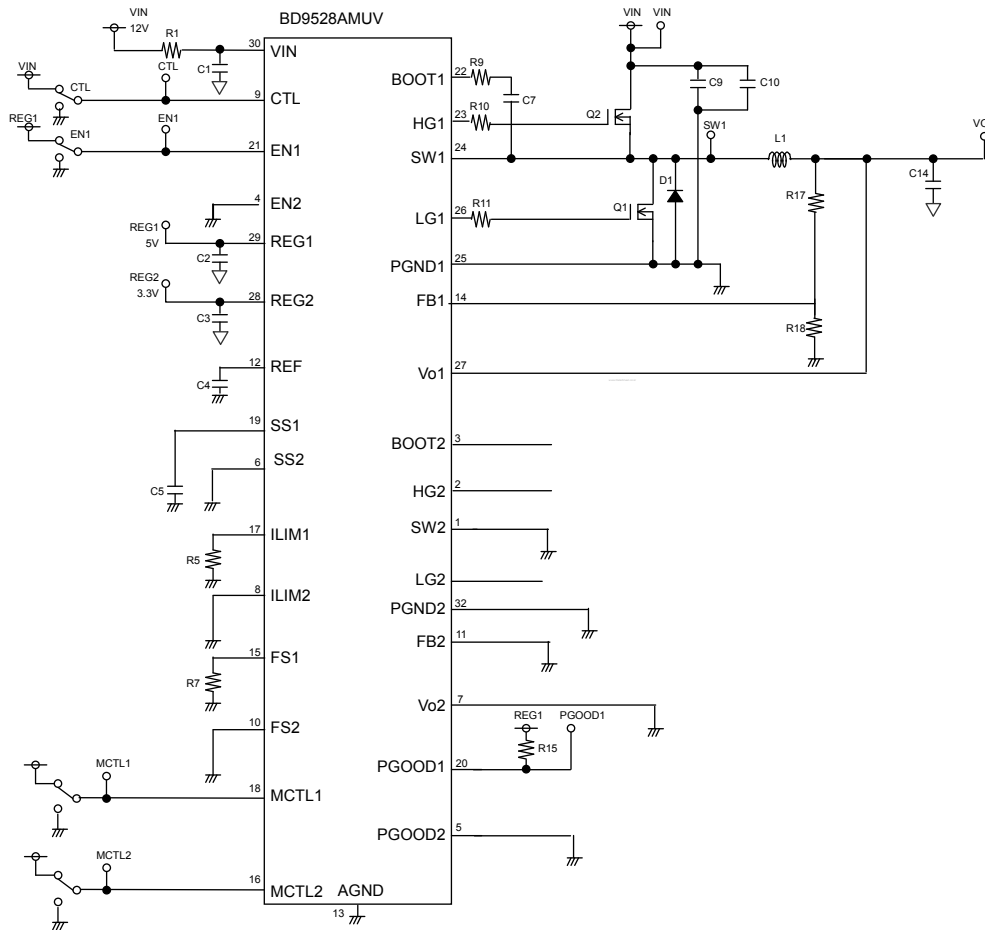 BD9528AMUV
VIN
12V
R1
30
VIN
C1
VIN
CTL
CTL
9
CTL
REG1
EN1
EN1
21
EN1
4
EN2
REG1
5V
29
REG1
C2
REG2
3.3V
28
REG2
C3
12
REF
C4
19
SS1
6
SS2
C5
17
ILIM1
R5
8
ILIM2
15
FS1
R7
10
FS2
MCTL1
18
MCTL1
MCTL2
16
MCTL2
AGND
13
VIN
VIN
BOOT1
22
R9
C7
C9
C10
HG1
23
R10
Q2
SW1
24
SW1
L1
C14
D1
R17
LG1
26
R11
Q1
PGND1
25
FB1
14
R18
Vo1
27
BOOT2
3
HG2
2
SW2
1
LG2
PGND2
32
FB2
11
Vo2
7
REG1
PGOOD1
R15
PGOOD1
20
PGOOD2
5